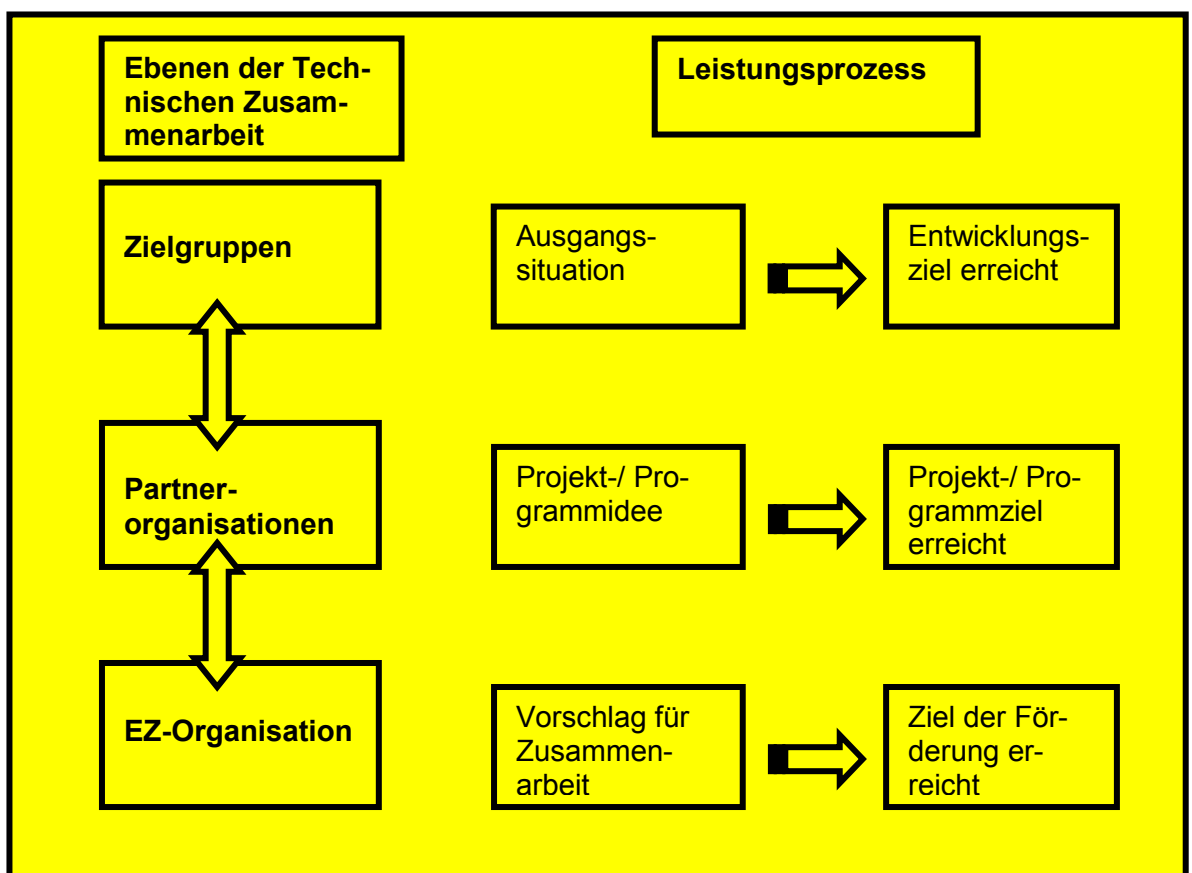 Ebenen der Tech-
nischen Zusam-
menarbeit
Leistungsprozess
Zielgruppen
Ausgangs-
situation
Entwicklungs-
ziel erreicht
Partner-
organisationen
Projekt-/ Pro-
grammidee
Projekt-/ Pro-
grammziel
erreicht
EZ-Organisation
Vorschlag für
Zusammen-
arbeit
Ziel der För-
derung er-
reicht